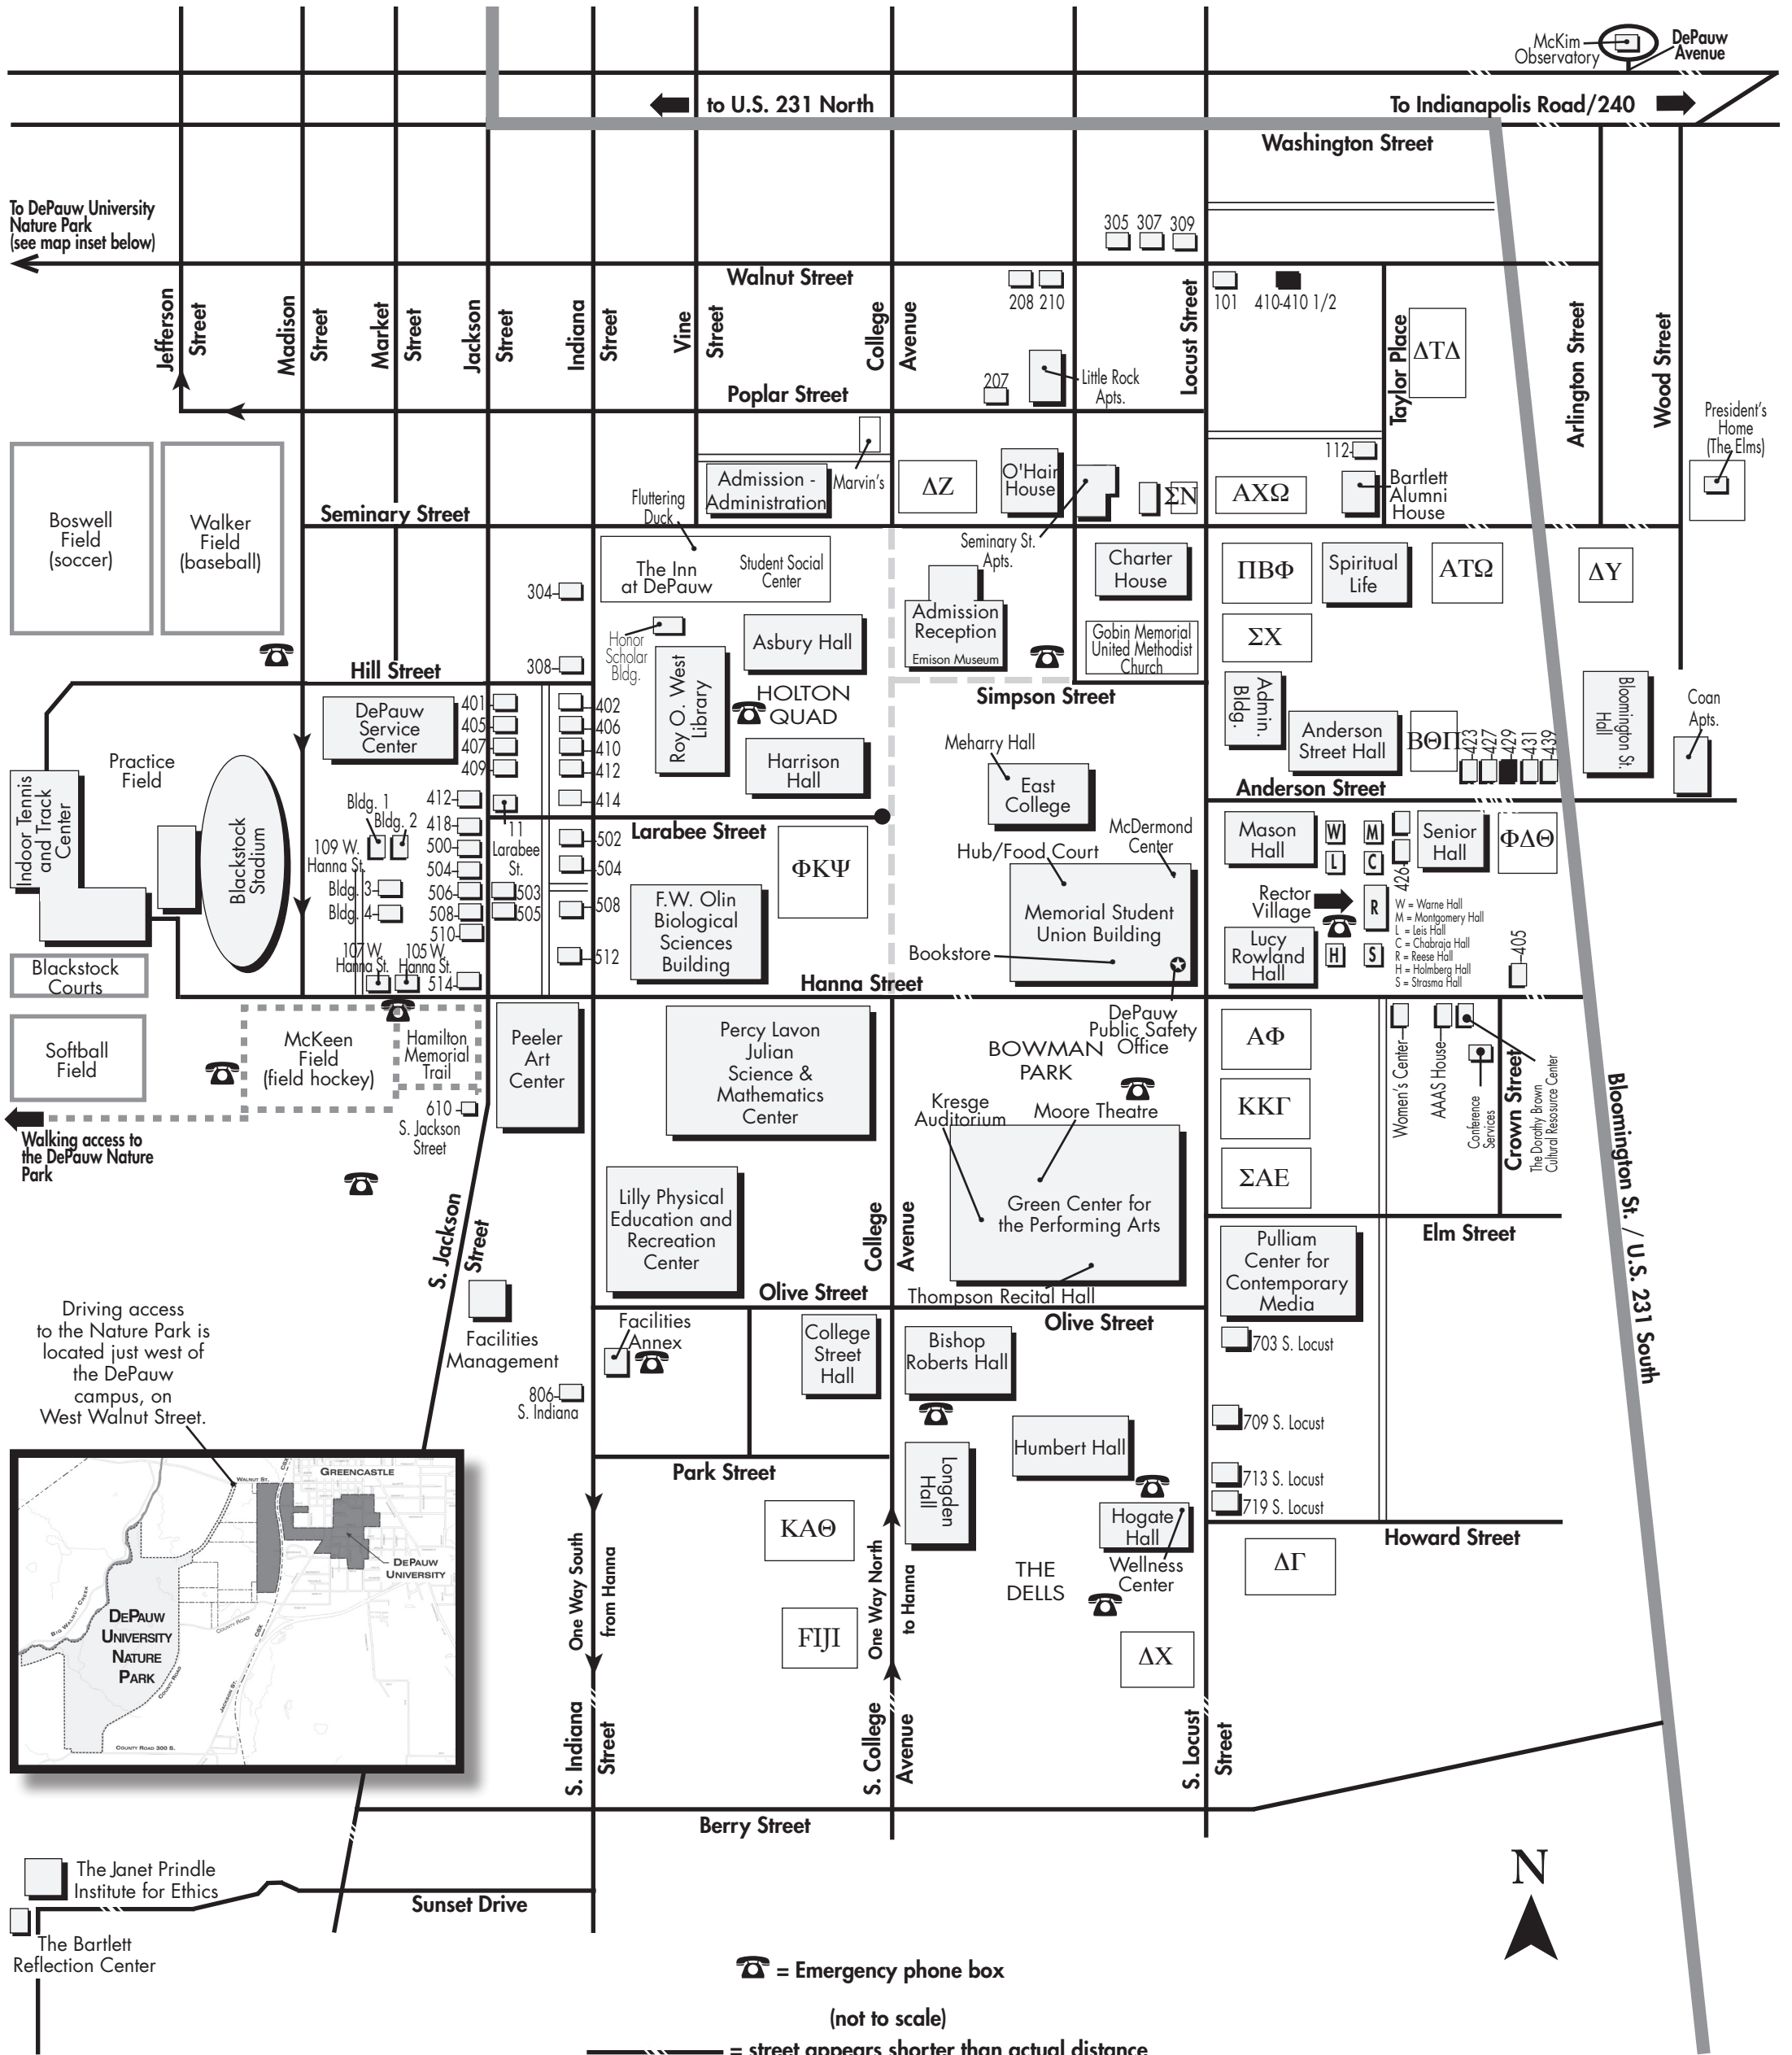 McKim
Observatory
DePauw
Avenue
to U.S. 231 North
To Indianapolis Road/240
Washington Street
To DePauw University
Nature Park
(see map inset below)
305 307 309
Walnut Street
208 210
101
410-410 1/2
Jefferson
Street
Madison
Street
Market
Street
Jackson
Street
Indiana
Street
Vine
Street
College
Avenue
Locust Street
Taylor Place
ΔΤΔ
Arlington Street
Wood Street
207
Little Rock
Apts.
Poplar Street
President's
Home
(The Elms)
Marvin's
112
Admission -
Administration
ΔΖ
O'Hair
House
ΣΝ
ΑΧΩ
Bartlett
Alumni
House
Boswell
Field
(soccer)
Walker
Field
(baseball)
Seminary Street
Fluttering
Duck
Seminary St.
Apts.
The Inn
at DePauw
Student Social
Center
304
Charter
House
ΠΒΦ
Spiritual
Life
ΑΤΩ
ΔΥ
Honor
Scholar
Bldg.
Asbury Hall
Admission
Reception
Emison Museum
Gobin Memorial
United Methodist
Church
ΣΧ
308
Hill Street
Roy O. West
Library
HOLTON
QUAD
Simpson Street
Admin.
Bldg.
Anderson
Street Hall
ΒΘΠ
423
427
429
431
439
Bloomington St.
Hall
Coan
Apts.
DePauw
Service
Center
401
405
407
409
402
406
410
412
414
Harrison
Hall
Meharry Hall
East
College
Anderson Street
Practice
Field
Indoor Tennis
and Track
Center
Blackstock
Stadium
Bldg. 1
Bldg. 2
109 W.
Hanna St.
Bldg. 3
Bldg. 4
412
418
500
504
506
508
510
514
11
Larabee
St.
503
505
502
504
508
512
Larabee Street
ΦΚΨ
McDermond
Center
Hub/Food Court
Mason
Hall
W
M
L
C
Senior
Hall
ΦΔΘ
426
F.W. Olin
Biological
Sciences
Building
Memorial Student
Union Building
Bookstore
Rector
Village
R
W = Warne Hall
M = Montgomery Hall
L = Leis Hall
C = Chabraja Hall
R = Reese Hall
H = Holmberg Hall
S = Strasma Hall
Lucy
Rowland
Hall
H
S
405
107 W.
Hanna St.
105 W.
Hanna St.
Blackstock
Courts
Hanna Street
Softball
Field
McKeen
Field
(field hockey)
Hamilton
Memorial
Trail
Peeler
Art
Center
Percy Lavon
Julian
Science &
Mathematics
Center
DePauw
Public Safety
Office
BOWMAN
PARK
ΑΦ
Women's Center
AAAS House
Conference
Services
Crown Street
The Dorothy Brown
Cultural Resource Center
610
S. Jackson
Street
Kresge
Auditorium
Moore Theatre
ΚΚΓ
Walking access to
the DePauw Nature
Park
Lilly Physical
Education and
Recreation
Center
Green Center for
the Performing Arts
ΣΑΕ
Bloomington St. / U.S. 231 South
S. Jackson
Street
College
Avenue
Elm Street
Pulliam
Center for
Contemporary
Media
Olive Street
Thompson Recital Hall
Olive Street
Driving access
to the Nature Park is
located just west of
the DePauw
campus, on
West Walnut Street.
Facilities
Management
Facilities
Annex
College
Street
Hall
Bishop
Roberts Hall
703 S. Locust
806
S. Indiana
709 S. Locust
Humbert Hall
Park Street
Longden
Hall
713 S. Locust
719 S. Locust
Hogate
Hall
Howard Street
Wellness
Center
ΚΑΘ
THE
DELLS
ΔΓ
Walnut St.
CSX
Greencastle
DePauw
University
Big Walnut Creek
County Road
CSX
DePauw
University
Nature
Park
County Road
Jackson St.
County Road 300 S.
One Way South
from Hanna
One Way North
to Hanna
FIJI
ΔΧ
S. Indiana
Street
S. College
Avenue
S. Locust
Street
Berry Street
The Janet Prindle
Institute for Ethics
Sunset Drive
The Bartlett
Reflection Center
N
= Emergency phone box
(not to scale)
= street appears shorter than actual distance